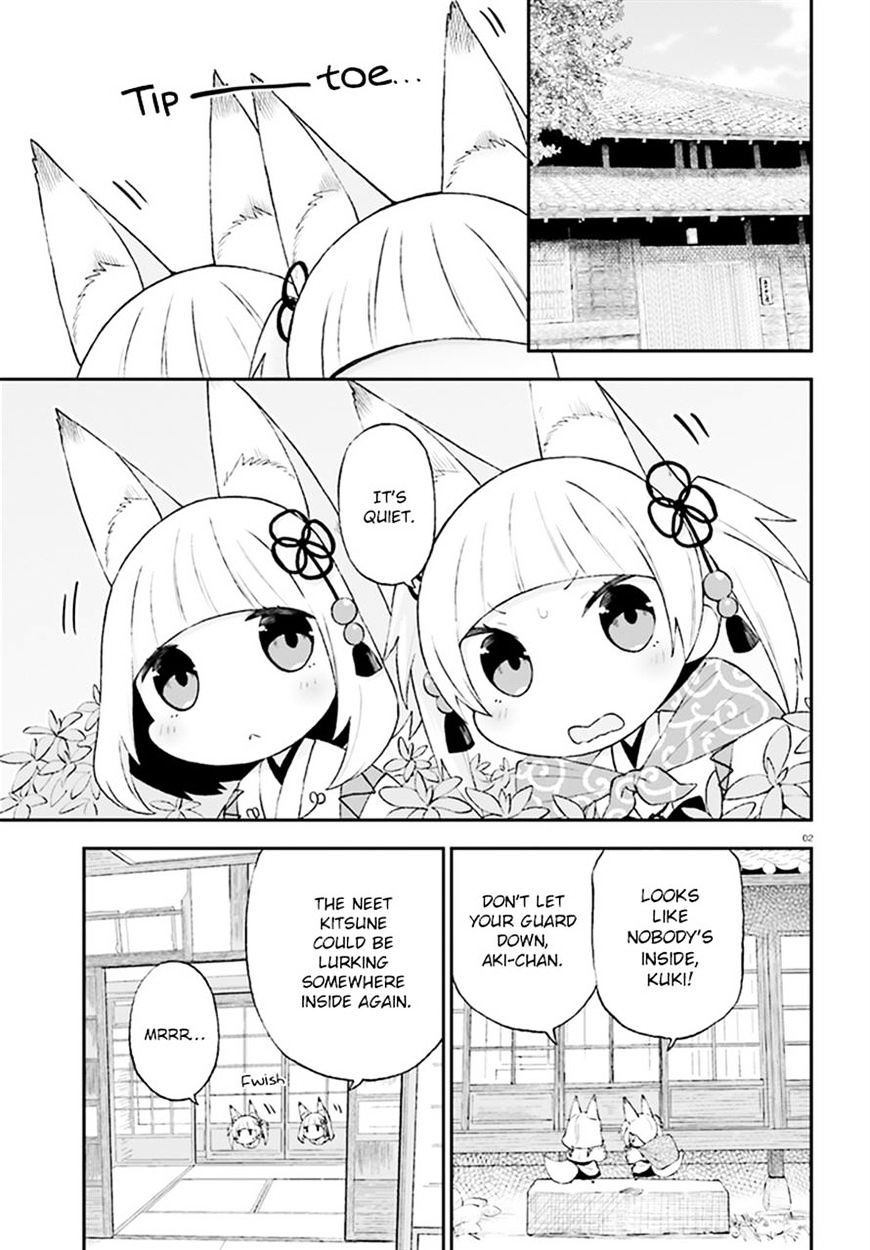 TIP TOE...
IT'S
QUIET.
02
LOOKS
LIKE
NOBODY'S
INSIDE,
KUKI!
DON'T LET
YOUR GUARD
DOWN,
AKI-CHAN.
THE NEET
KITSUNE
COULD BE
LURKING
SOMEWHERE
INSIDE AGAIN.
MRRR...
Fwish